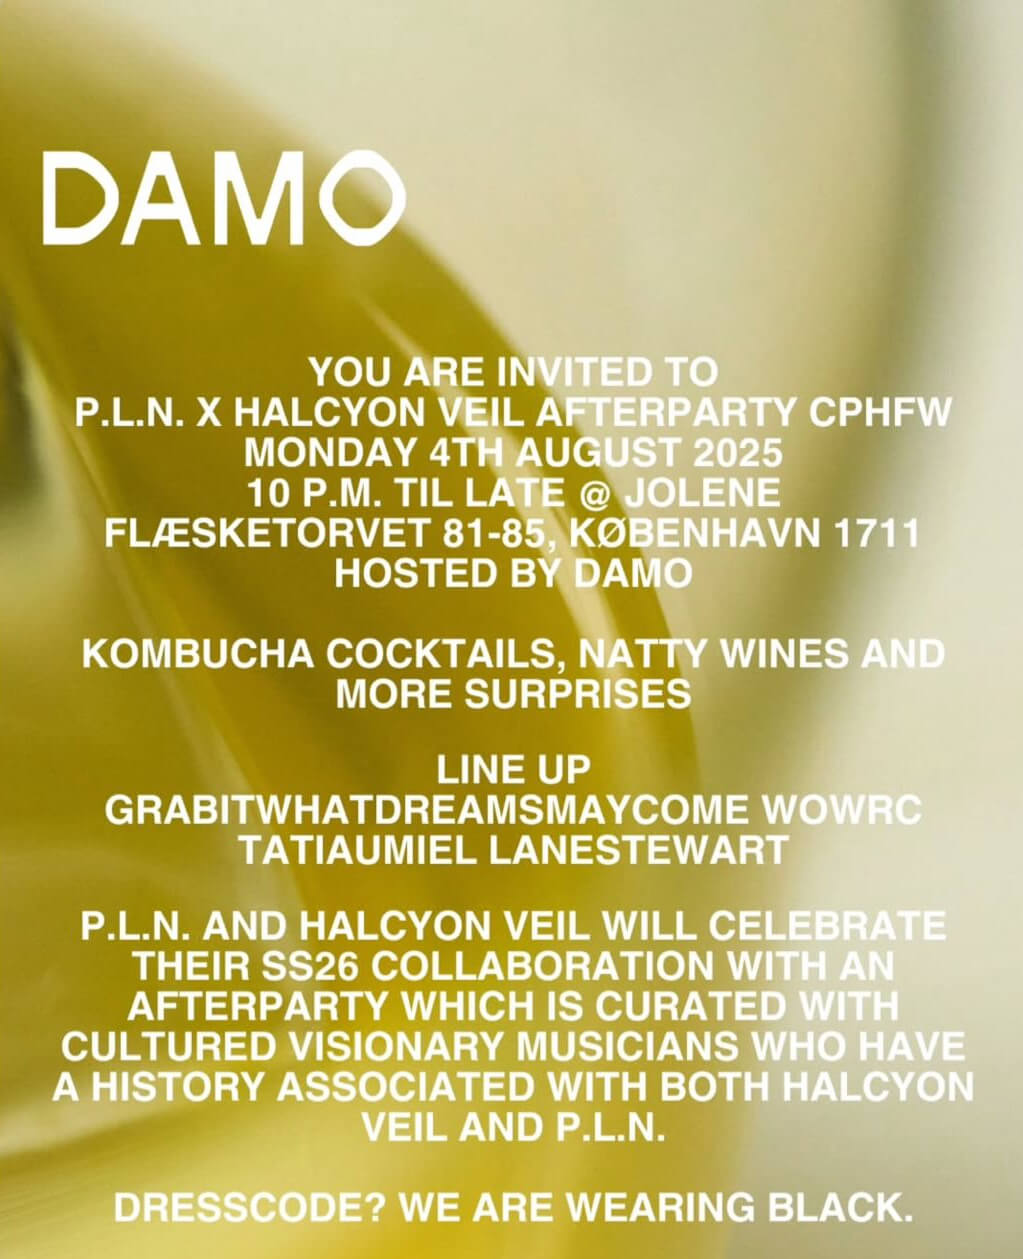 DAMO
YOU ARE INVITED TO
P.L.N. X HALCYON VEIL AFTERPARTY CPHFW
MONDAY 4TH AUGUST 2025
10 P.M. TIL LATE @ JOLENE
FLÆSKETORVET 81-85, KØBENHAVN 1711
HOSTED BY DAMO
KOMBUCHA COCKTAILS, NATTY WINES AND
MORE SURPRISES
LINE UP
GRABITWHATDREAMSMAYCOME WOWRC
TATIAUMIEL LANESTEWART
P.L.N. AND HALCYON VEIL WILL CELEBRATE
THEIR SS26 COLLABORATION WITH AN
AFTERPARTY WHICH IS CURATED WITH
CULTURED VISIONARY MUSICIANS WHO HAVE
A HISTORY ASSOCIATED WITH BOTH HALCYON
VEIL AND P.L.N.
DRESSCODE? WE ARE WEARING BLACK.